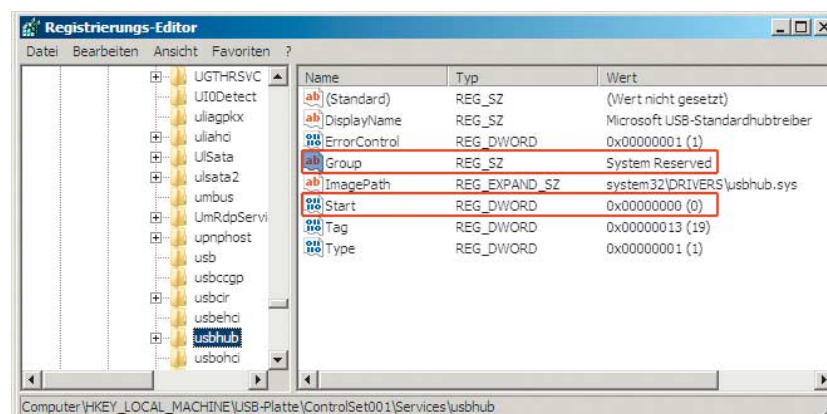 Registrierungs-Editor
Datei Bearbeiten Ansicht Favoriten ?
UGTHRSVC
UI0Detect
uliagpkx
uliahci
UlSata
ulsata2
umbus
UmRdpServi
upnphost
usb
usbccgp
usbcir
usbehci
usbhub
usbohci
Name Typ Wert
(Standard) REG_SZ (Wert nicht gesetzt)
DisplayName REG_SZ Microsoft USB-Standardhubtreiber
ErrorControl REG_DWORD 0x00000001 (1)
Group REG_SZ System Reserved
ImagePath REG_EXPAND_SZ system32\DRIVERS\usbhub.sys
Start REG_DWORD 0x00000000 (0)
Tag REG_DWORD 0x00000013 (19)
Type REG_DWORD 0x00000001 (1)
Computer\HKEY_LOCAL_MACHINE\USB-Platte\ControlSet001\Services\usbhub